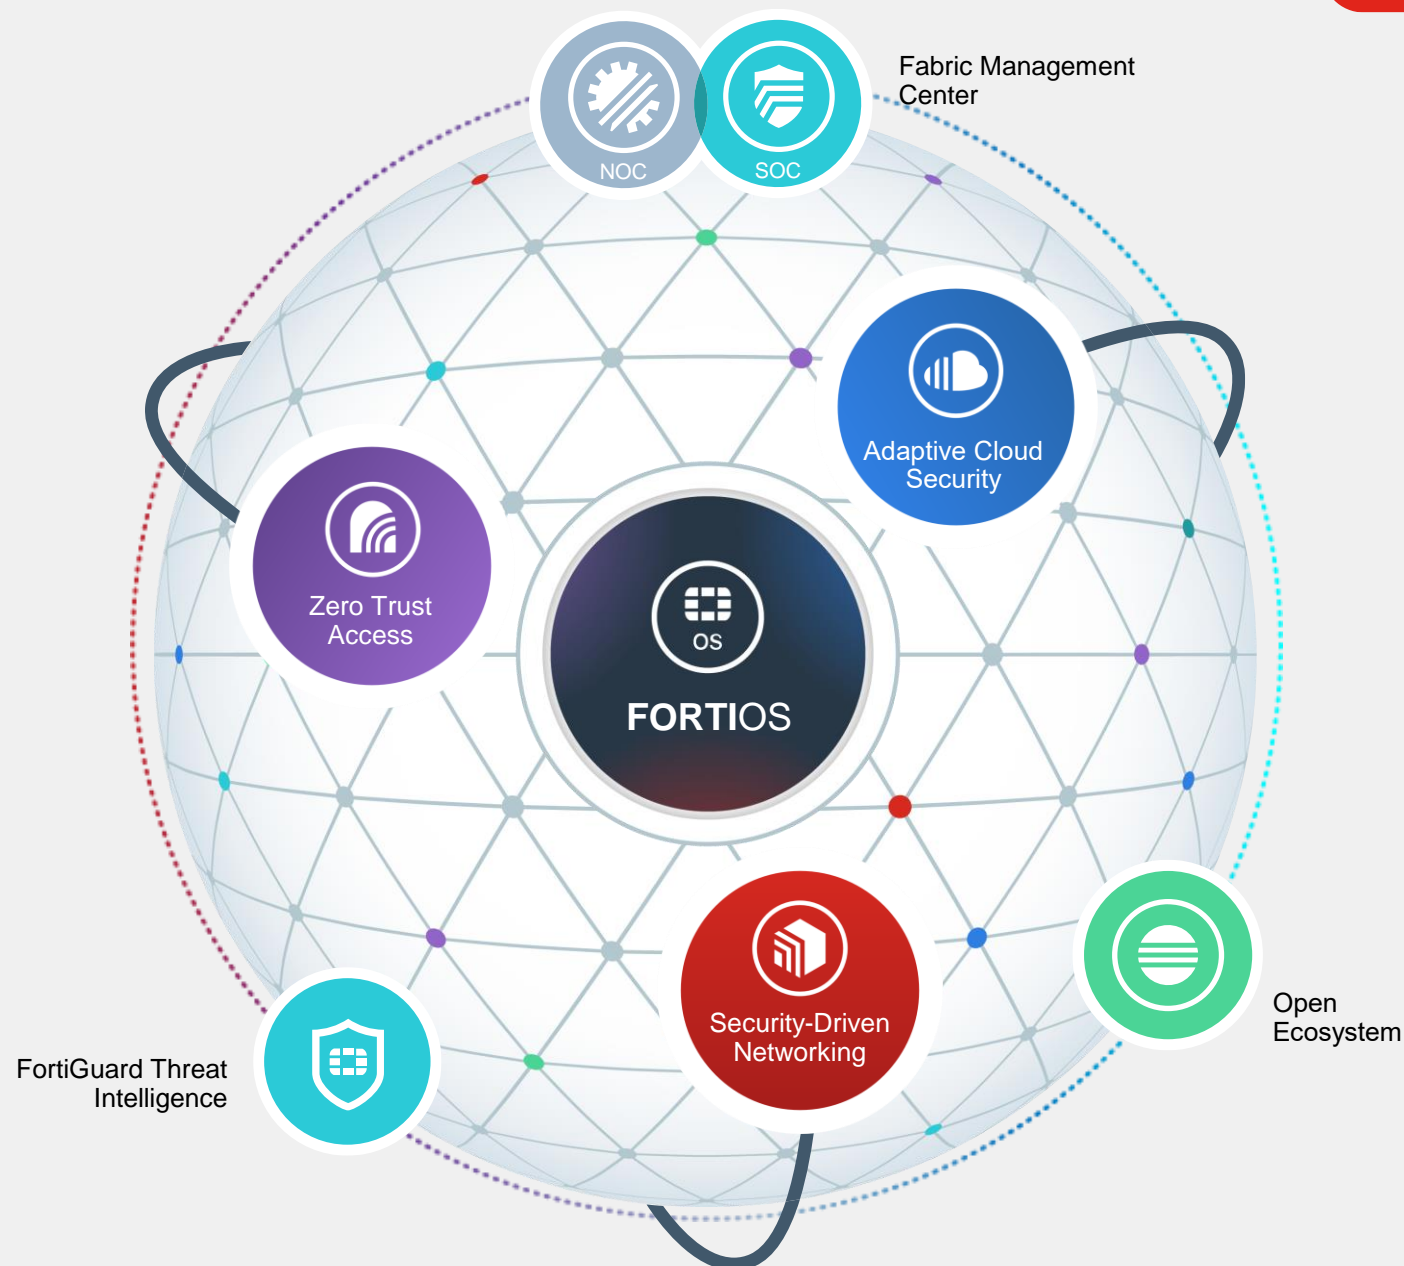 NOC
SOC
Fabric Management
Center
Adaptive Cloud
Security
Zero Trust
Access
OS
FORTIOS
Security-Driven
Networking
Open
Ecosystem
FortiGuard Threat
Intelligence